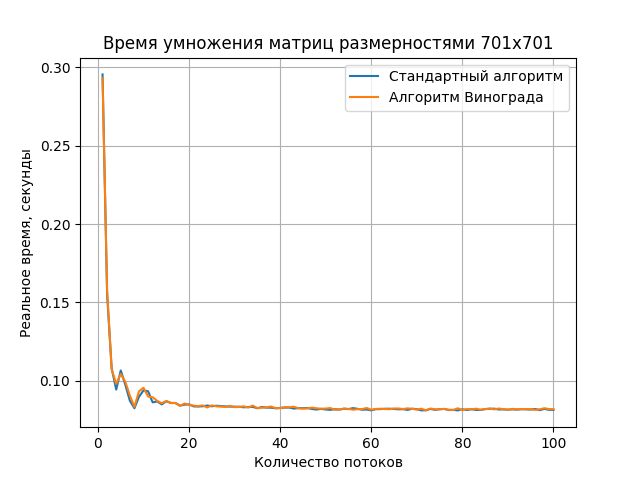 Время умножения матриц размерностями 701x701
Стандартный алгоритм
Алгоритм Винограда
Реальное время, секунды
0.30
0.25
0.20
0.15
0.10
0
20
40
60
80
100
Количество потоков